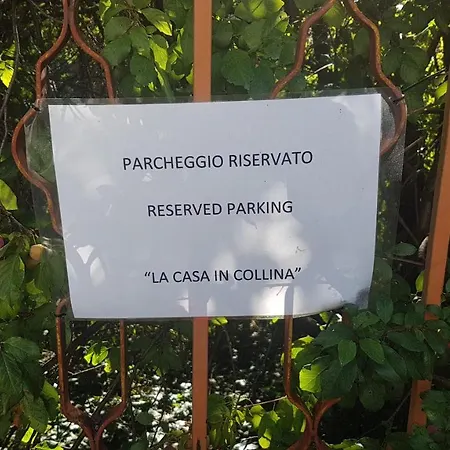 PARCHEGGIO RISERVATO
RESERVED PARKING
“LA CASA IN COLLINA”